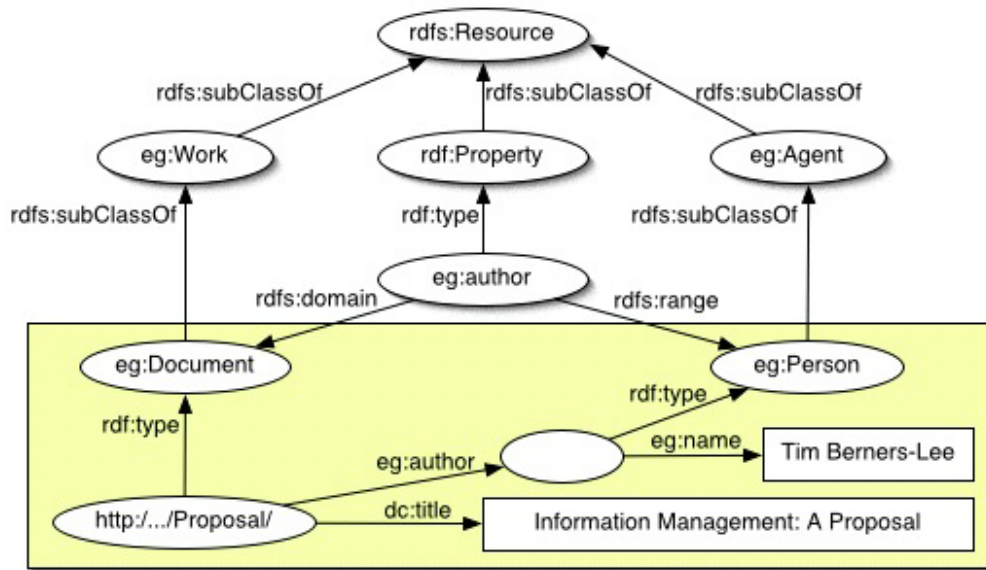 rdfs:Resource
rdfs:subClassOf
rdfs:subClassOf
rdfs:subClassOf
eg:Work
rdf:Property
eg:Agent
rdfs:subClassOf
rdf:type
rdfs:subClassOf
eg:author
rdfs:domain
rdfs:range
eg:Document
eg:Person
rdf:type
rdf:type
eg:author
eg:name
Tim Berners-Lee
http:/.../Proposal/
dc:title
Information Management: A Proposal